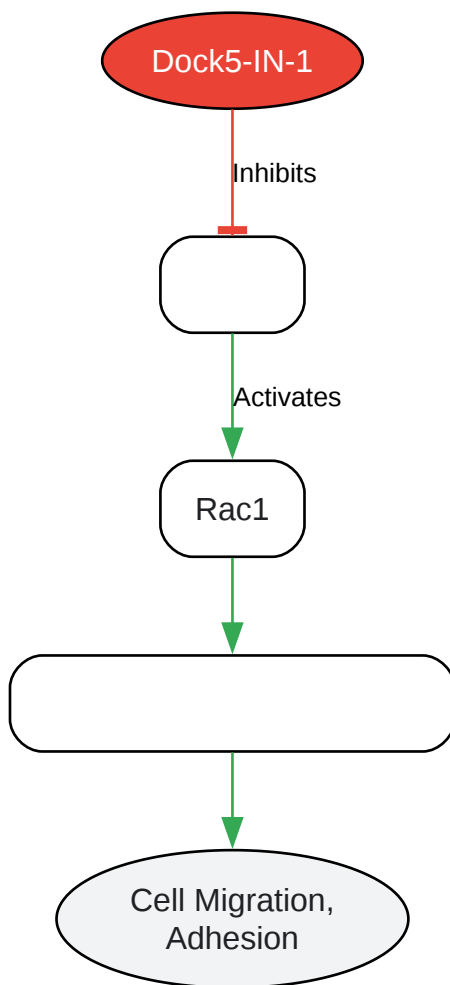 Dock5-IN-1
Inhibits
Activates
Rac1
Cell Migration,
Adhesion